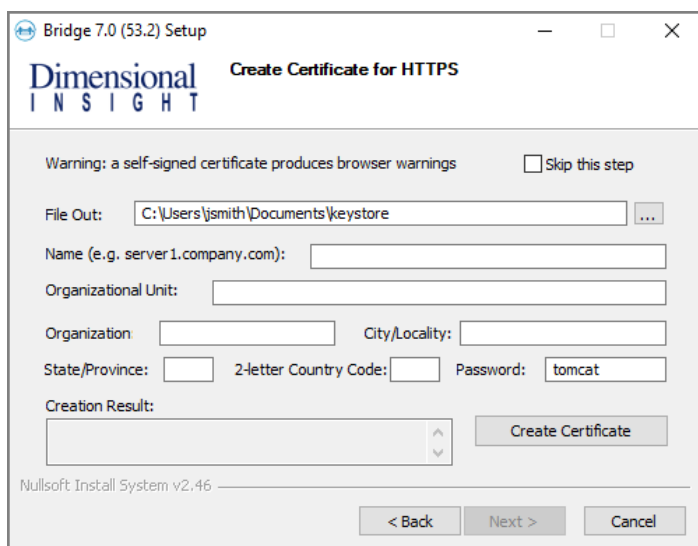 Bridge 7.0 (53.2) Setup
Dimensional
INSIGHT
Create Certificate for HTTPS
Warning: a self-signed certificate produces browser warnings Skip this step
File Out: C:\Users\jsmith\Documents\keystore ...
Name (e.g. server1.company.com):
Organizational Unit:
Organization City/Locality:
State/Province: 2-letter Country Code: Password: tomcat
Creation Result:
Create Certificate
Nullsoft Install System v2.46
< Back Next > Cancel